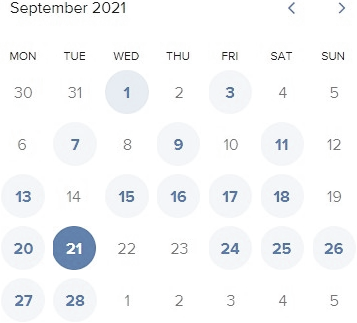 September 2021
MON TUE WED THU FRI SAT SUN
30 31 1 2 3 4 5
6 7 8 9 10 11 12
13 14 15 16 17 18 19
20 21 22 23 24 25 26
27 28 1 2 3 4 5